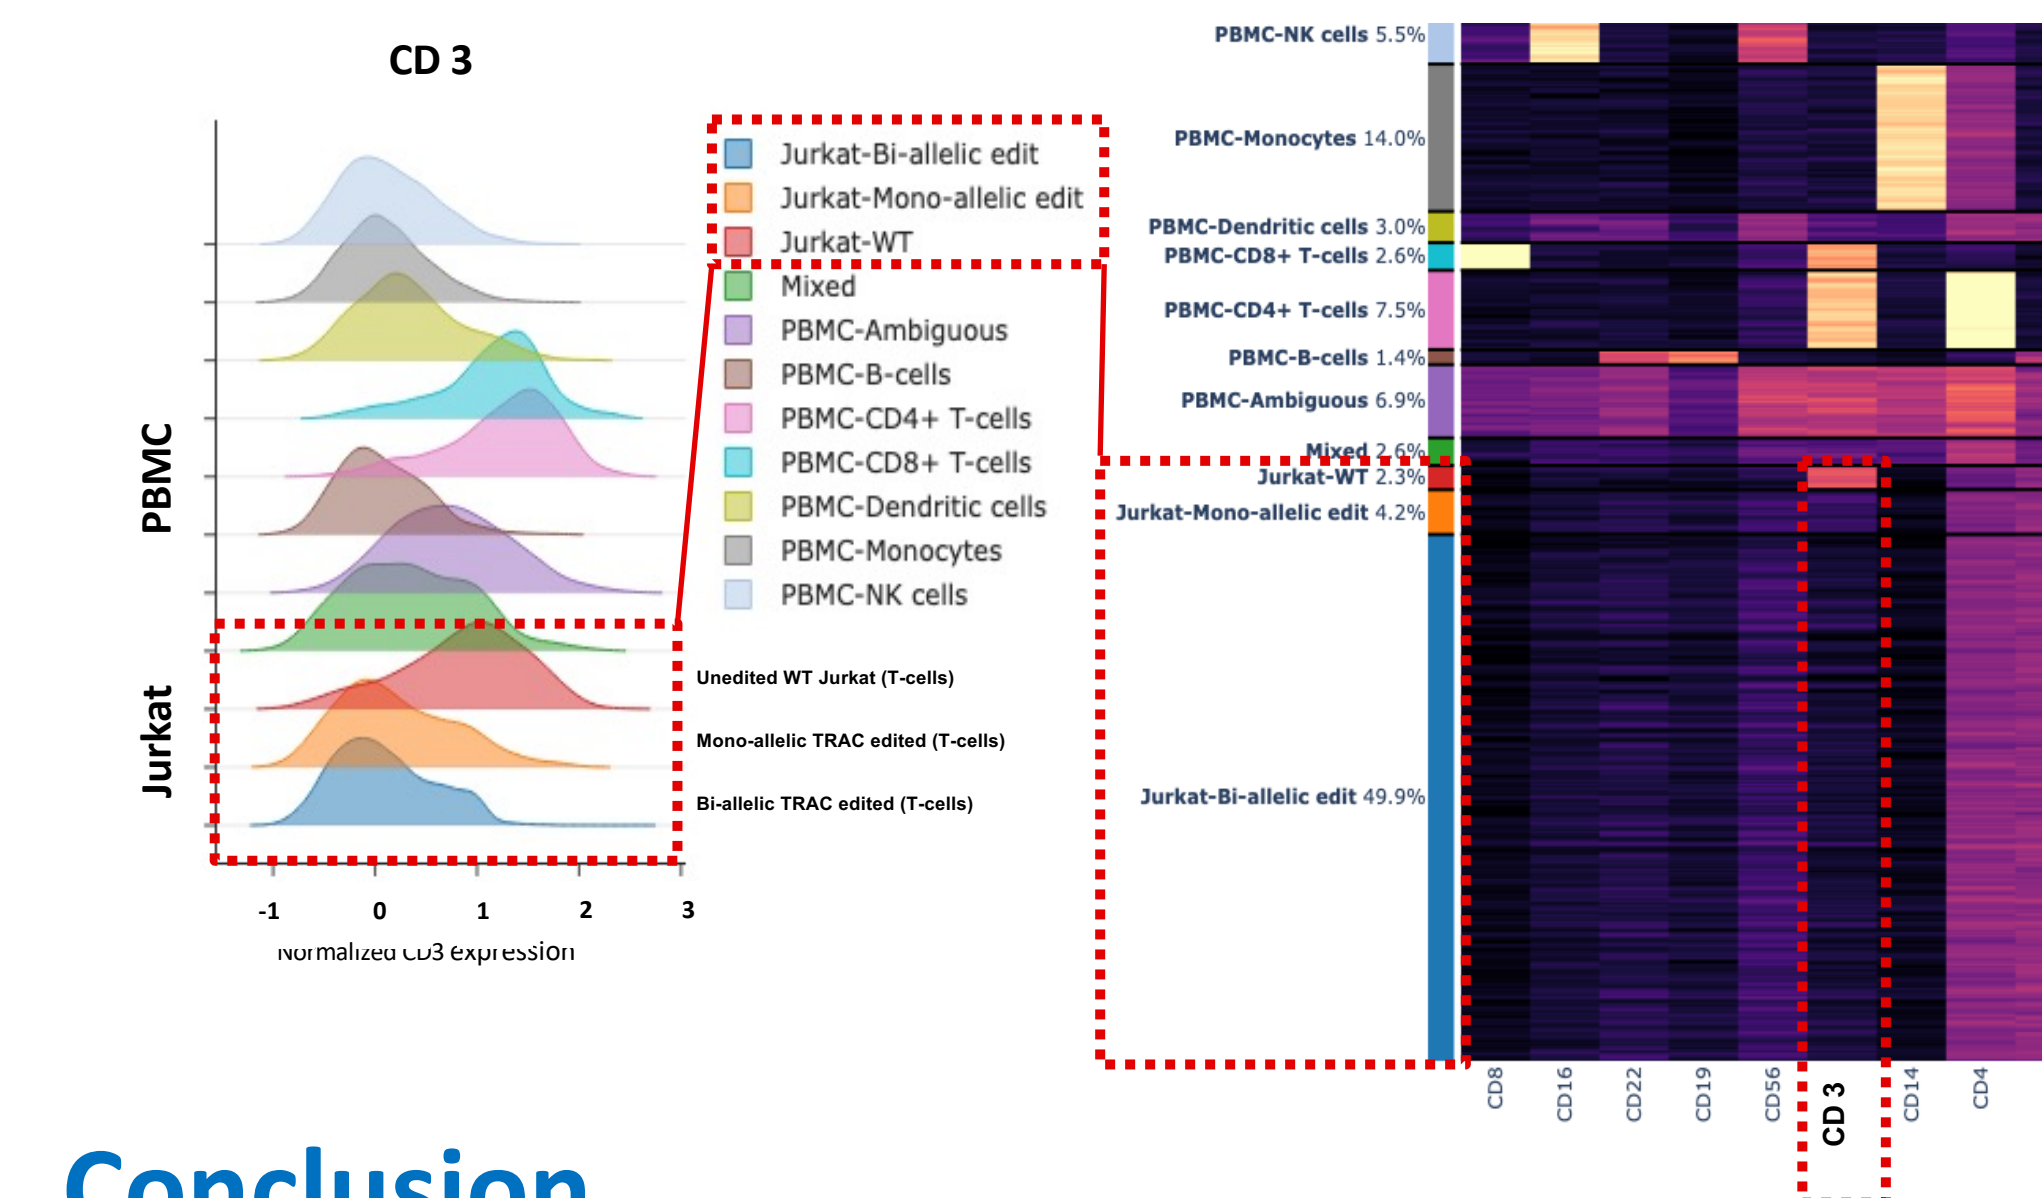 CD 3
PBMC
Jurkat
-1 0 1 2 3
Normalized CD3 expression
Jurkat-Bi-allelic edit
Jurkat-Mono-allelic edit
Jurkat-WT
Mixed
PBMC-Ambiguous
PBMC-B-cells
PBMC-CD4+ T-cells
PBMC-CD8+ T-cells
PBMC-Dendritic cells
PBMC-Monocytes
PBMC-NK cells
Unedited WT Jurkat (T-cells)
Mono-allelic TRAC edited (T-cells)
Bi-allelic TRAC edited (T-cells)
PBMC-NK cells 5.5%
PBMC-Monocytes 14.0%
PBMC-Dendritic cells 3.0%
PBMC-CD8+ T-cells 2.6%
PBMC-CD4+ T-cells 7.5%
PBMC-B-cells 1.4%
PBMC-Ambiguous 6.9%
Mixed 2.6%
Jurkat-WT 2.3%
Jurkat-Mono-allelic edit 4.2%
Jurkat-Bi-allelic edit 49.9%
CD8
CD16
CD22
CD19
CD56
CD 3
CD14
CD4
Conclusion